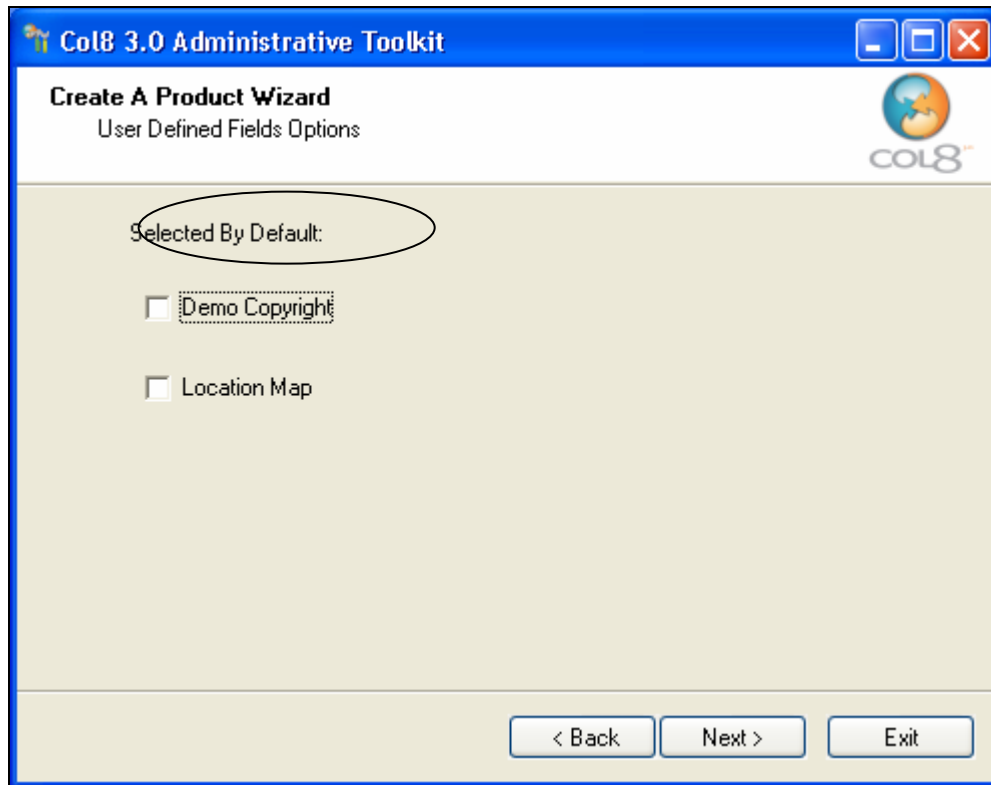 Col8 3.0 Administrative Toolkit
Create A Product Wizard
User Defined Fields Options
COL8
Selected By Default:
Demo Copyright
Location Map
< Back Next > Exit